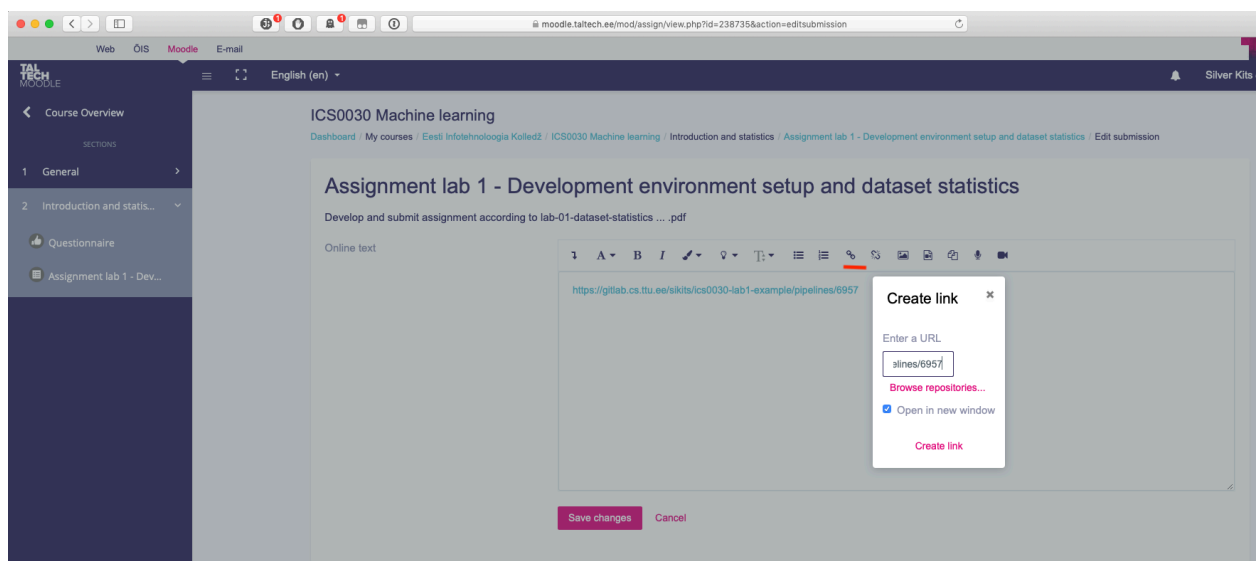 moodle.taltech.ee/mod/assign/view.php?id=238735&action=editsubmission
Web ÕIS Moodle E-mail
TAL
TECH
MOODLE
English (en)
Silver Kits
Course Overview
SECTIONS
1 General
2 Introduction and statis...
Questionnaire
Assignment lab 1 - Dev...
ICS0030 Machine learning
Dashboard / My courses / Eesti Infotehnoloogia Kolledž / ICS0030 Machine learning / Introduction and statistics / Assignment lab 1 - Development environment setup and dataset statistics / Edit submission
Assignment lab 1 - Development environment setup and dataset statistics
Develop and submit assignment according to lab-01-dataset-statistics ... .pdf
Online text
https://gitlab.cs.ttu.ee/sikits/ics0030-lab1-example/pipelines/6957
Create link
Enter a URL
elines/6957
Browse repositories...
Open in new window
Create link
Save changes Cancel